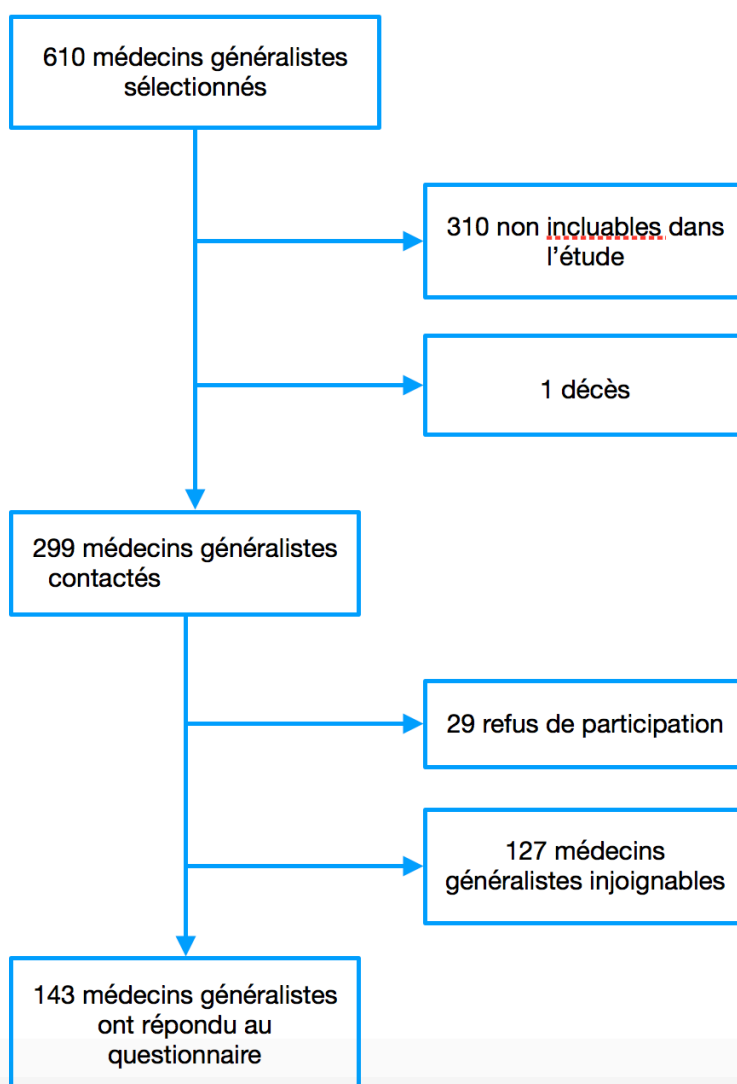 610 médecins généralistes
sélectionnés
310 non incluables dans
l’étude
1 décès
299 médecins généralistes
contactés
29 refus de participation
127 médecins
généralistes injoignables
143 médecins généralistes
ont répondu au
questionnaire